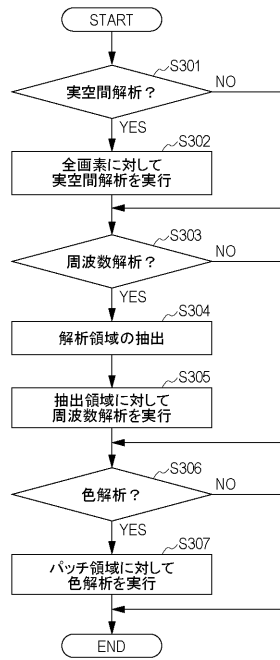 START
S301
実空間解析？
NO
YES
S302
全画素に対して
実空間解析を実行
S303
周波数解析？
NO
YES
S304
解析領域の抽出
S305
抽出領域に対して
周波数解析を実行
S306
色解析？
NO
YES
S307
パッチ領域に対して
色解析を実行
END